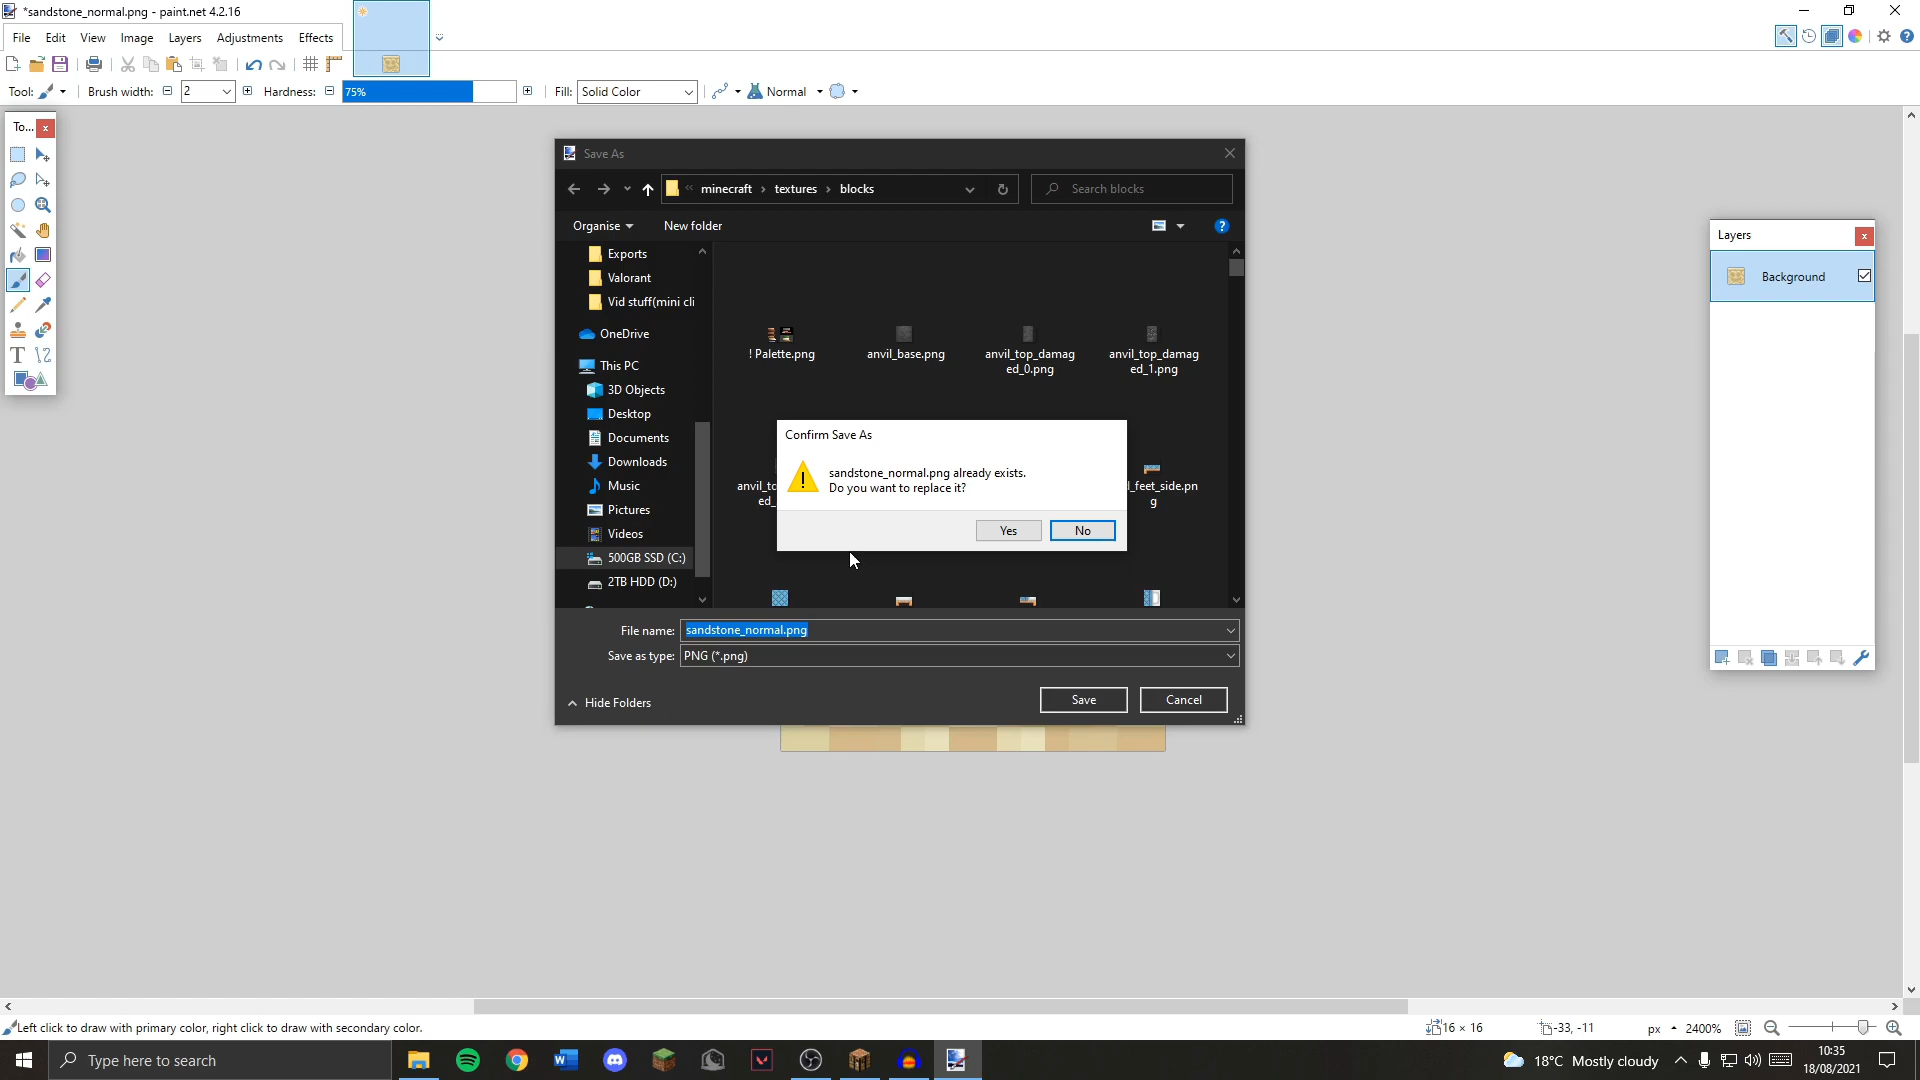 *sandstone_normal.png - paint.net 4.2.16
File Edit View Image Layers Adjustments Effects
Tool: Brush width: 2 Hardness: 75% Fill: Solid Color Normal
To...
Save As
« minecraft › textures › blocks
Search blocks
Organise New folder
Exports
Valorant
Vid stuff(mini cli
OneDrive
This PC
3D Objects
Desktop
Documents
Downloads
Music
Pictures
Videos
500GB SSD (C:)
2TB HDD (D:)
! Palette.png
anvil_base.png
anvil_top_damag
ed_0.png
anvil_top_damag
ed_1.png
anvil_to
ed_
_feet_side.pn
g
Confirm Save As
sandstone_normal.png already exists.
Do you want to replace it?
Yes No
File name: sandstone_normal.png
Save as type: PNG (*.png)
Hide Folders
Save Cancel
Layers
Background
Left click to draw with primary color, right click to draw with secondary color.
16 × 16
-33, -11
px 2400%
Type here to search
18°C Mostly cloudy
10:35
18/08/2021